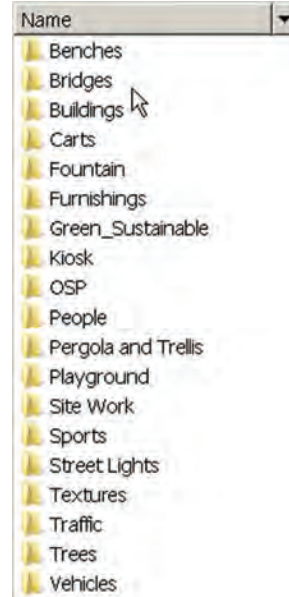 Name
Benches
Bridges
Buildings
Carts
Fountain
Furnishings
Green_Sustainable
Kiosk
OSP
People
Pergola and Trellis
Playground
Site Work
Sports
Street Lights
Textures
Traffic
Trees
Vehicles